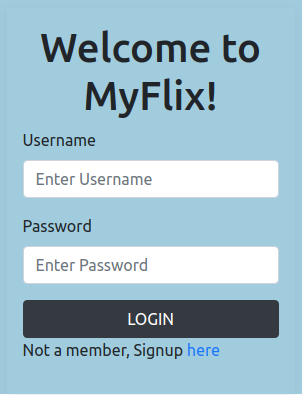 Welcome to
MyFlix!
Username
Enter Username
Password
Enter Password
LOGIN
Not a member, Signup here